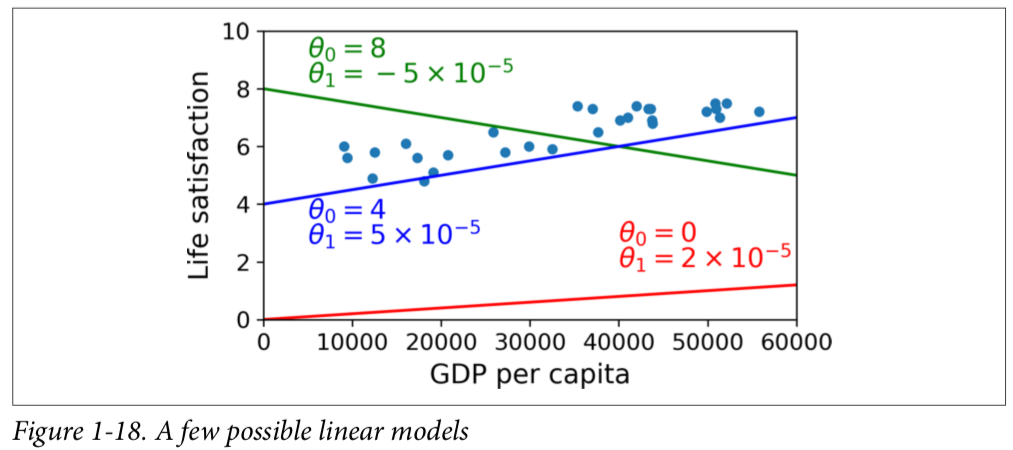 10
8
6
4
2
0
Life satisfaction
θ₀ = 8
θ₁ = − 5 × 10⁻⁵
θ₀ = 4
θ₁ = 5 × 10⁻⁵
θ₀ = 0
θ₁ = 2 × 10⁻⁵
0 10000 20000 30000 40000 50000 60000
GDP per capita
Figure 1-18. A few possible linear models